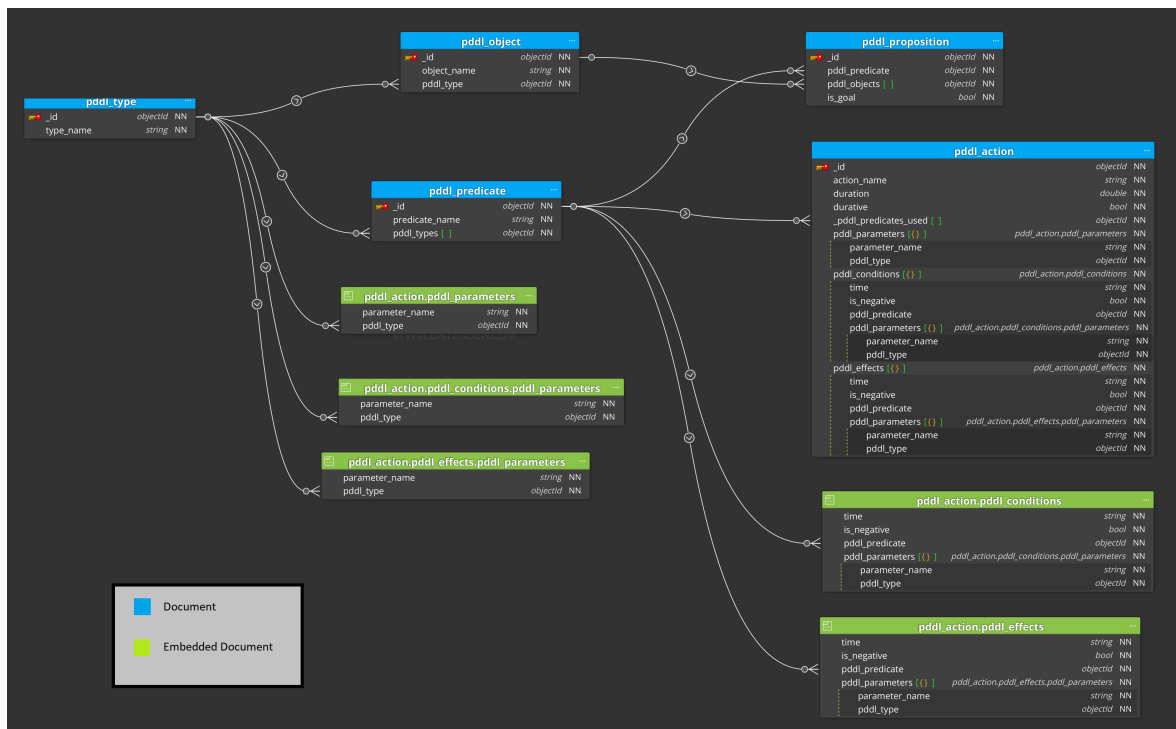 pddl_type
_id objectId NN
type_name string NN
pddl_object ...
_id objectId NN
object_name string NN
pddl_type objectId NN
pddl_predicate ...
_id objectId NN
predicate_name string NN
pddl_types [ ] objectId NN
pddl_action.pddl_parameters ...
parameter_name string NN
pddl_type objectId NN
pddl_action.pddl_conditions.pddl_parameters ...
parameter_name string NN
pddl_type objectId NN
pddl_action.pddl_effects.pddl_parameters ...
parameter_name string NN
pddl_type objectId NN
pddl_proposition ...
_id objectId NN
pddl_predicate objectId NN
pddl_objects [ ] objectId NN
is_goal bool NN
pddl_action ...
_id objectId NN
action_name string NN
duration double NN
durative bool NN
_pddl_predicates_used [ ] objectId NN
pddl_parameters [{} ] pddl_action.pddl_parameters NN
parameter_name string NN
pddl_type objectId NN
pddl_conditions [{} ] pddl_action.pddl_conditions NN
time string NN
is_negative bool NN
pddl_predicate objectId NN
pddl_parameters [{} ] pddl_action.pddl_conditions.pddl_parameters NN
parameter_name string NN
pddl_type objectId NN
pddl_effects [{} ] pddl_action.pddl_effects NN
time string NN
is_negative bool NN
pddl_predicate objectId NN
pddl_parameters [{} ] pddl_action.pddl_effects.pddl_parameters NN
parameter_name string NN
pddl_type objectId NN
pddl_action.pddl_conditions ...
time string NN
is_negative bool NN
pddl_predicate objectId NN
pddl_parameters [{} ] pddl_action.pddl_conditions.pddl_parameters NN
parameter_name string NN
pddl_type objectId NN
pddl_action.pddl_effects ...
time string NN
is_negative bool NN
pddl_predicate objectId NN
pddl_parameters [{} ] pddl_action.pddl_effects.pddl_parameters NN
parameter_name string NN
pddl_type objectId NN
Document
Embedded Document